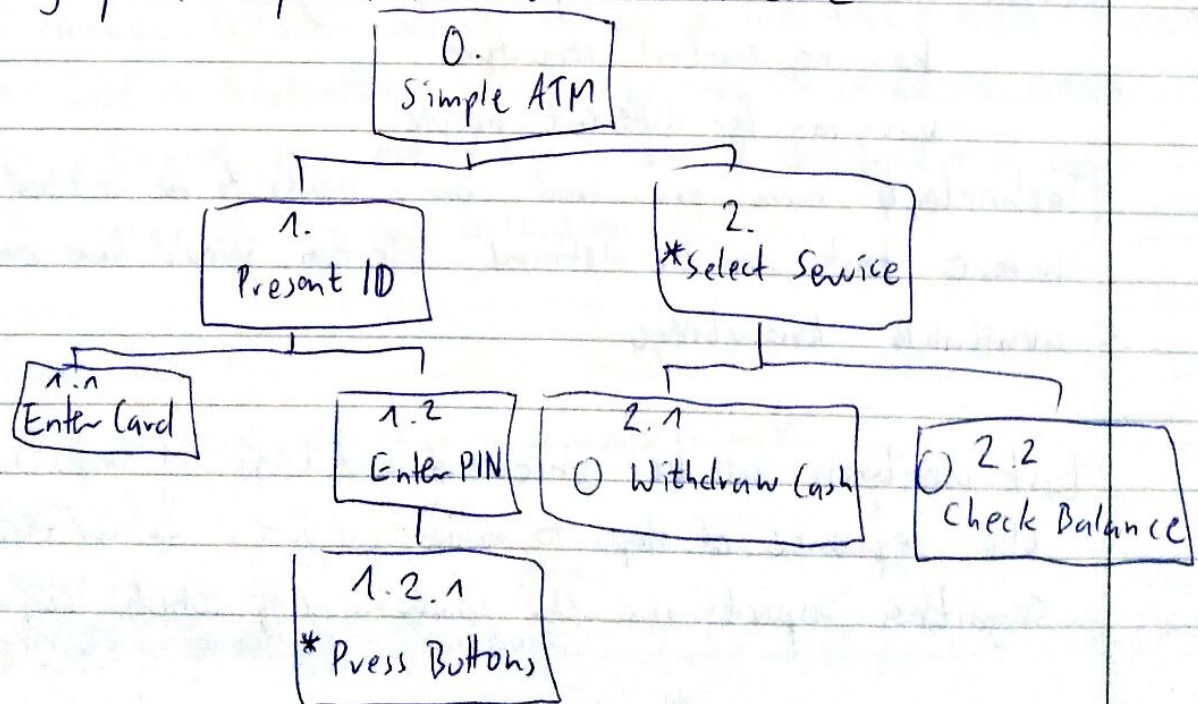 0.
Simple ATM
1.
Present ID
2.
*Select Service
1.1
Enter Card
1.2
Enter PIN
2.1
O Withdraw Cash
2.2
O
Check Balance
1.2.1
* Press Buttons